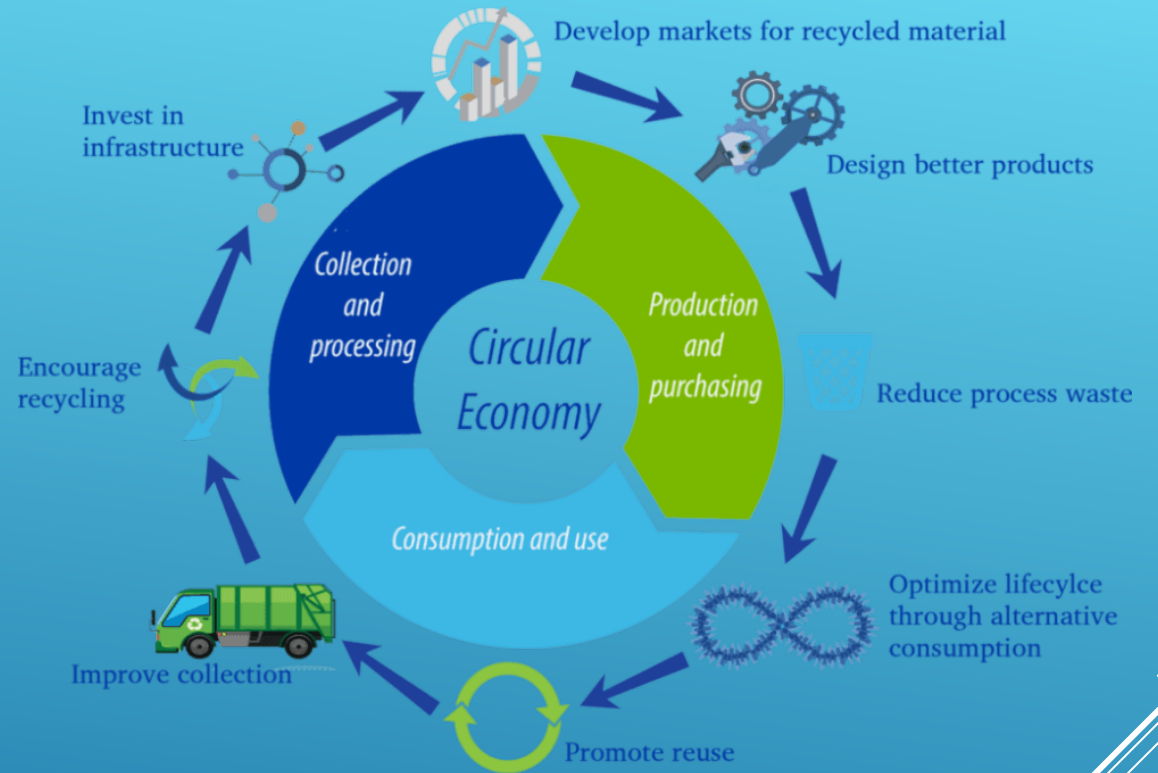 Develop markets for recycled material
Invest in
infrastructure
Design better products
Collection
and
processing
Production
and
purchasing
Circular
Economy
Encourage
recycling
Reduce process waste
Consumption and use
Optimize lifecylce
through alternative
consumption
Improve collection
Promote reuse